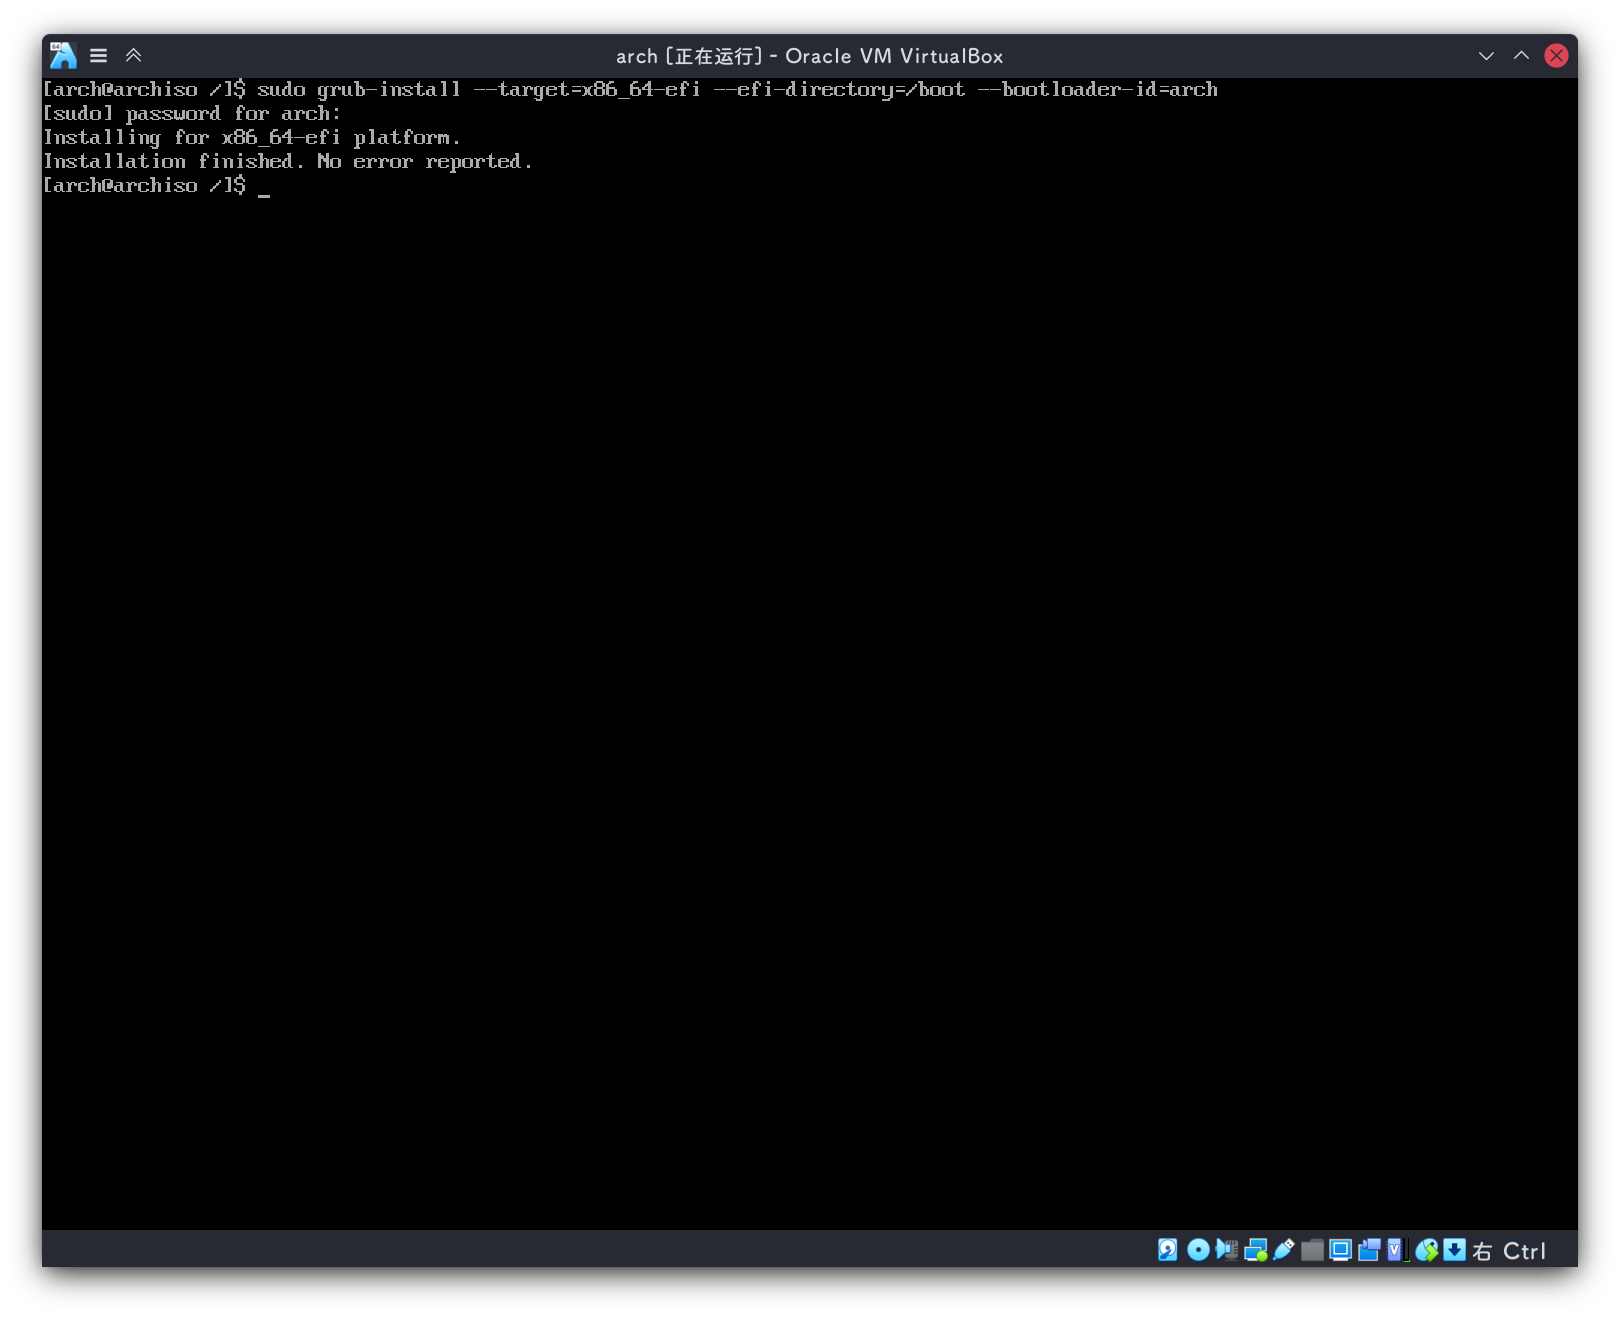 64
arch [正在运行] - Oracle VM VirtualBox
[arch@archiso /]$ sudo grub-install --target=x86_64-efi --efi-directory=/boot --bootloader-id=arch
[sudo] password for arch:
Installing for x86_64-efi platform.
Installation finished. No error reported.
[arch@archiso /]$ _
V
右 Ctrl